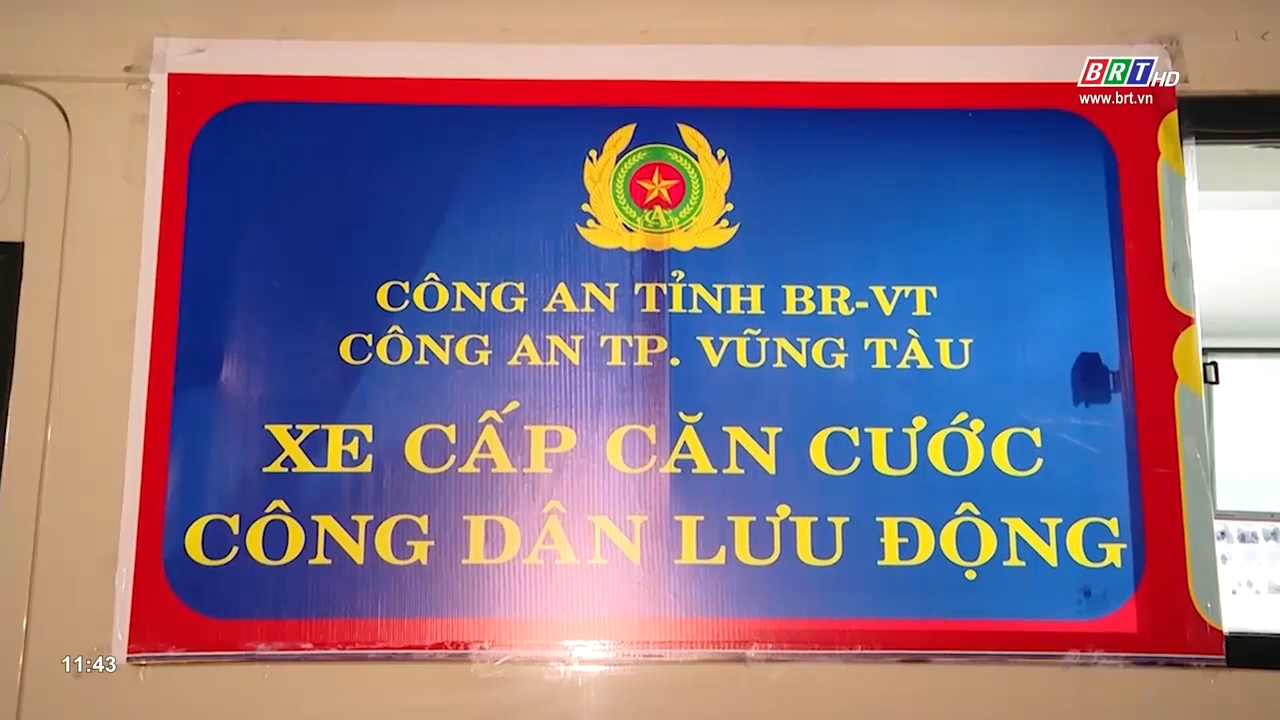 BRT HD
www.brt.vn
CÔNG AN TỈNH BR-VT
CÔNG AN TP. VŨNG TÀU
XE CẤP CĂN CƯỚC
CÔNG DÂN LƯU ĐỘNG
11:43